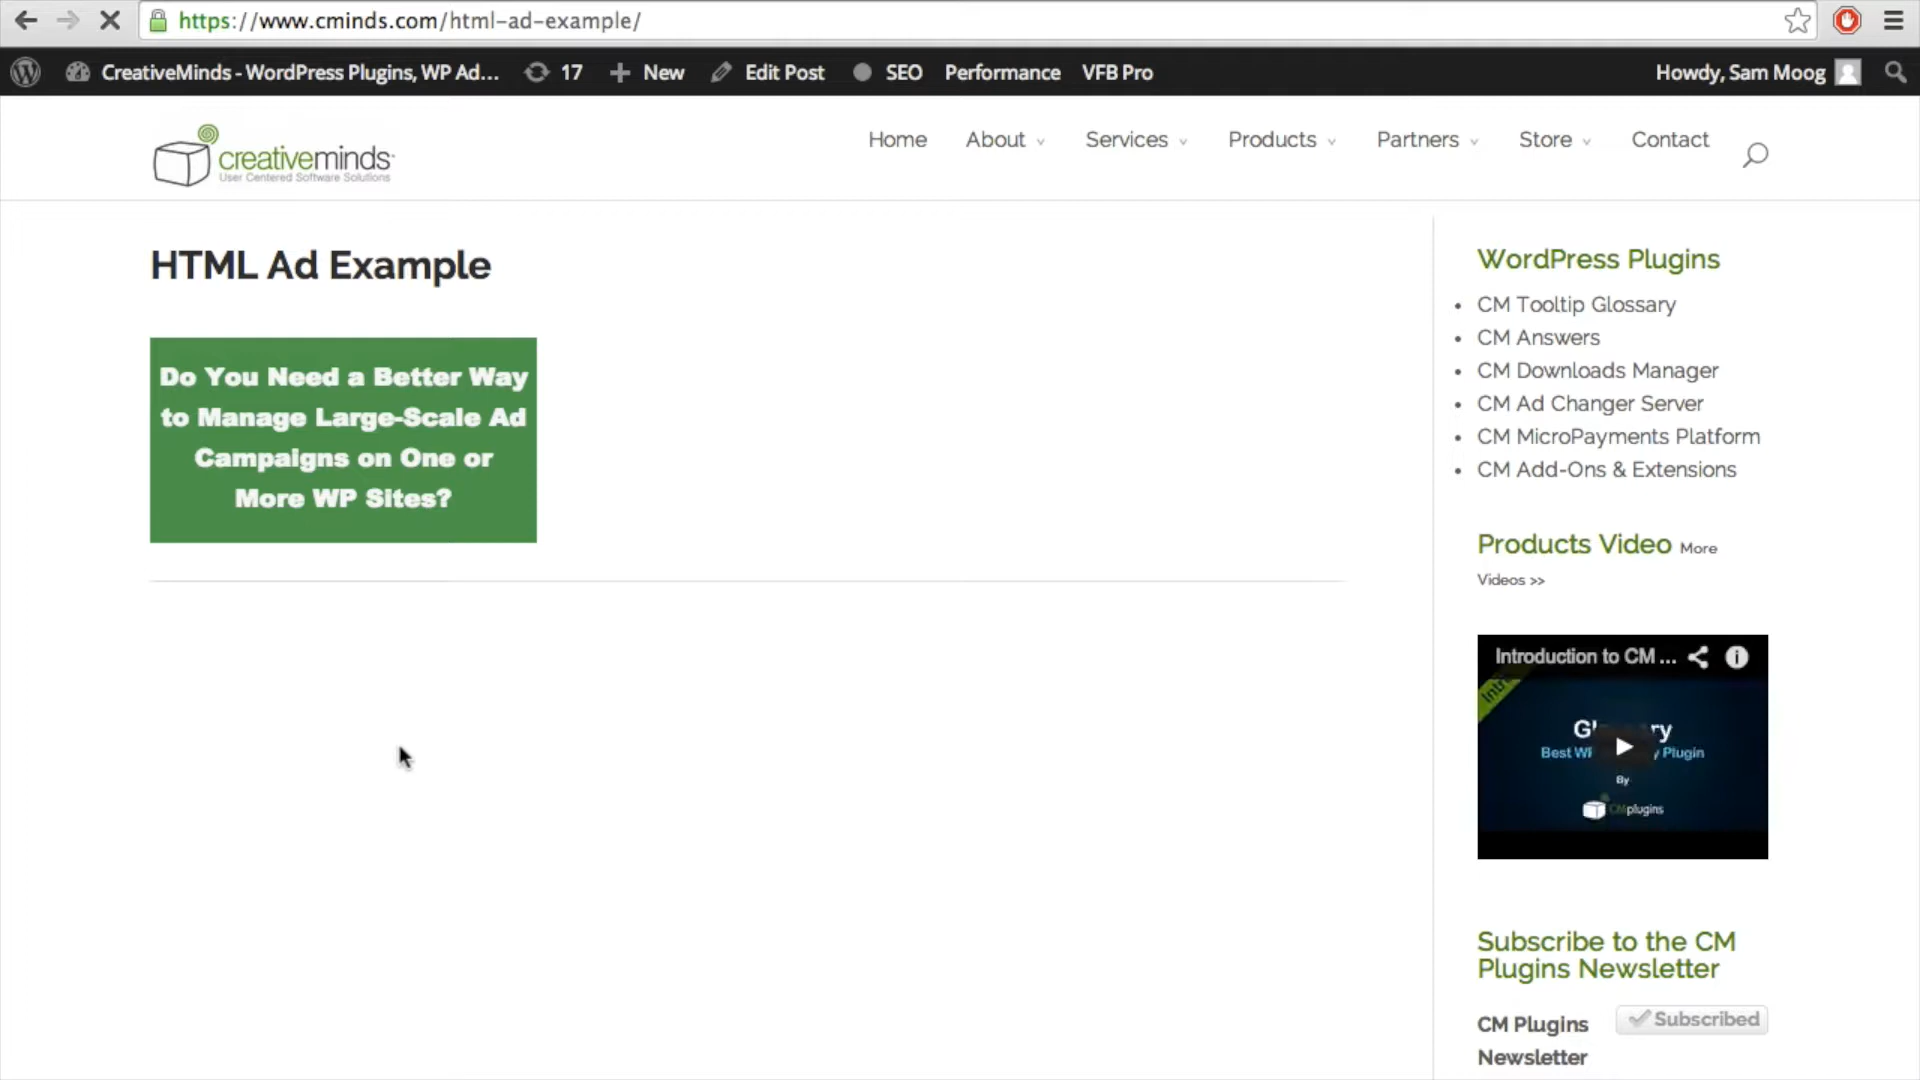 https://www.cminds.com/html-ad-example/
CreativeMinds - WordPress Plugins, WP Ad... 17 New Edit Post SEO Performance VFB Pro Howdy, Sam Moog
creativeminds
User Centered Software Solutions
Home About Services Products Partners Store Contact
HTML Ad Example
Do You Need a Better Way
to Manage Large-Scale Ad
Campaigns on One or
More WP Sites?
WordPress Plugins
CM Tooltip Glossary
CM Answers
CM Downloads Manager
CM Ad Changer Server
CM MicroPayments Platform
CM Add-Ons & Extensions
Products Video More
Videos >>
Introduction to CM ...
Best Plugin
By
CMplugins
Subscribe to the CM
Plugins Newsletter
CM Plugins
Newsletter
Subscribed